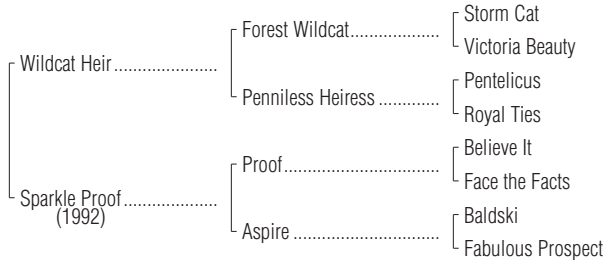 Storm Cat
Forest Wildcat....................
Victoria Beauty
Wildcat Heir.......................
Pentelicus
Penniless Heiress .............
Royal Ties
Believe It
Proof...................................
Face the Facts
Sparkle Proof.....................
(1992)
Baldski
Aspire ................................
Fabulous Prospect